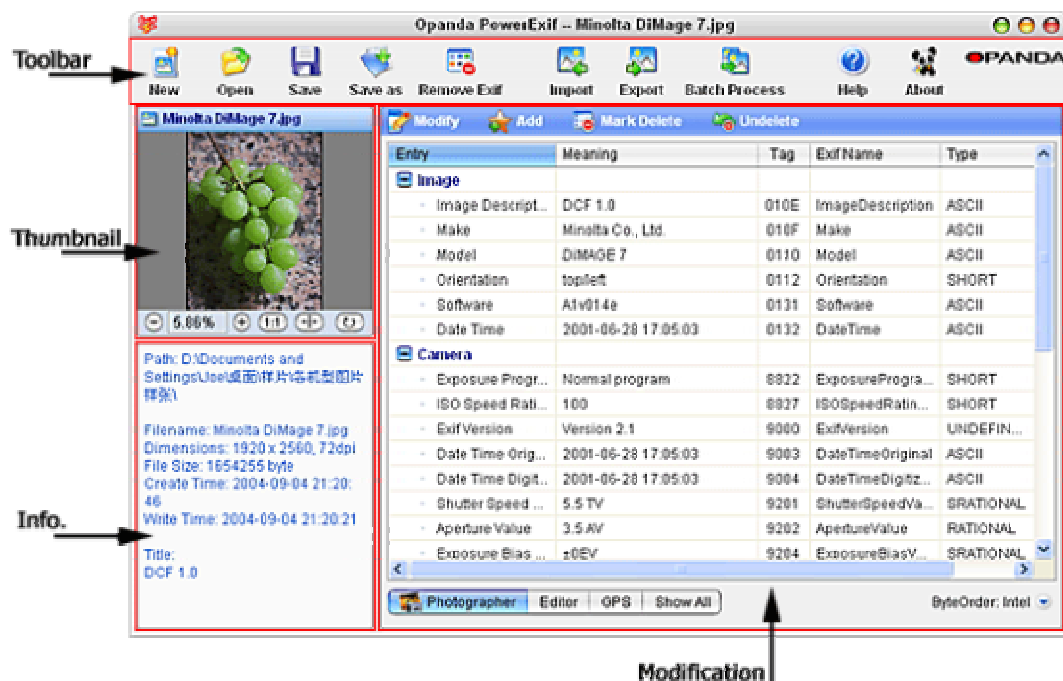 Opanda PowerExif -- Minolta DiMage 7.jpg
Toolbar
New Open Save Save as Remove Exif Import Export Batch Process Help About OPANDA
Minolta DiMage 7.jpg
Thumbnail
5.86% 1:1
Path: D:\Documents and
Settings\Joe\桌面\样片\各机型图片
样张\
Filename: Minolta DiMage 7.jpg
Dimensions: 1920 x 2560, 72dpi
File Size: 1654255 byte
Create Time: 2004-09-04 21:20:
46
Write Time: 2004-09-04 21:20:21
Title:
DCF 1.0
Info.
Modify Add Mark Delete Undelete
Entry Meaning Tag Exif Name Type
Image
Image Descript... DCF 1.0 010E ImageDescription ASCII
Make Minolta Co., Ltd. 010F Make ASCII
Model DiMAGE 7 0110 Model ASCII
Orientation top/left 0112 Orientation SHORT
Software A1v014e 0131 Software ASCII
Date Time 2001-06-28 17:05:03 0132 DateTime ASCII
Camera
Exposure Progr... Normal program 8822 ExposureProgra... SHORT
ISO Speed Rati... 100 8827 ISOSpeedRatin... SHORT
Exif Version Version 2.1 9000 ExifVersion UNDEFIN...
Date Time Orig... 2001-06-28 17:05:03 9003 DateTimeOriginal ASCII
Date Time Digit... 2001-06-28 17:05:03 9004 DateTimeDigitiz... ASCII
Shutter Speed ... 5.5 TV 9201 ShutterSpeedVa... SRATIONAL
Aperture Value 3.5 AV 9202 ApertureValue RATIONAL
Exposure Bias ... ±0EV 9204 ExposureBiasV... SRATIONAL
Photographer Editor GPS Show All ByteOrder: Intel
Modification